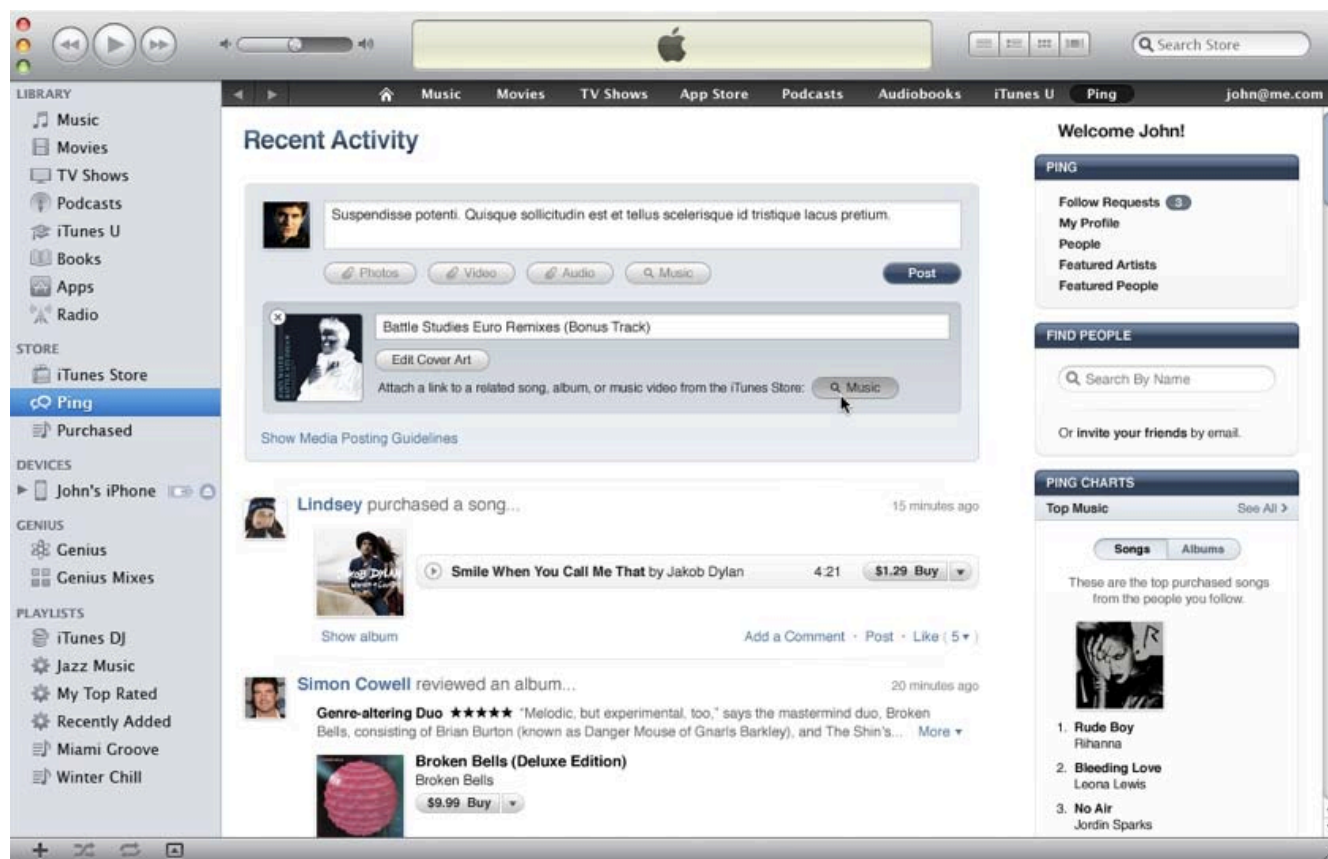 Search Store
LIBRARY
Music
Movies
TV Shows
Podcasts
iTunes U
Books
Apps
Radio
STORE
iTunes Store
Ping
Purchased
DEVICES
John's iPhone
GENIUS
Genius
Genius Mixes
PLAYLISTS
iTunes DJ
Jazz Music
My Top Rated
Recently Added
Miami Groove
Winter Chill
Music Movies TV Shows App Store Podcasts Audiobooks iTunes U Ping john@me.com
Recent Activity
Suspendisse potenti. Quisque sollicitudin est et tellus scelerisque id tristique lacus pretium.
Photos Video Audio Music Post
Battle Studies Euro Remixes (Bonus Track)
Edit Cover Art
Attach a link to a related song, album, or music video from the iTunes Store: Music
Show Media Posting Guidelines
Lindsey purchased a song... 15 minutes ago
Smile When You Call Me That by Jakob Dylan 4:21 $1.29 Buy
Show album Add a Comment · Post · Like ( 5 )
Simon Cowell reviewed an album... 20 minutes ago
Genre-altering Duo ★★★★★ "Melodic, but experimental, too," says the mastermind duo, Broken
Bells, consisting of Brian Burton (known as Danger Mouse of Gnarls Barkley), and The Shin's... More
Broken Bells (Deluxe Edition)
Broken Bells
$9.99 Buy
Welcome John!
PING
Follow Requests 3
My Profile
People
Featured Artists
Featured People
FIND PEOPLE
Search By Name
Or invite your friends by email.
PING CHARTS
Top Music See All >
Songs Albums
These are the top purchased songs
from the people you follow.
R
1. Rude Boy
Rihanna
2. Bleeding Love
Leona Lewis
3. No Air
Jordin Sparks